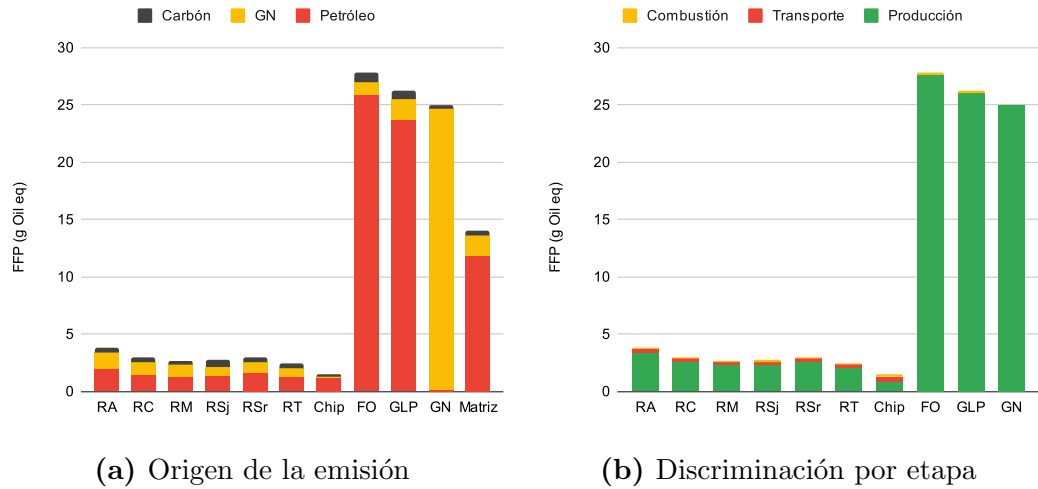 Carbón GN Petróleo
FFP (g Oil eq)
30
25
20
15
10
5
0
RA RC RM RSj RSr RT Chip FO GLP GN Matriz
(a) Origen de la emisión
Combustión Transporte Producción
FFP (g Oil eq)
30
25
20
15
10
5
0
RA RC RM RSj RSr RT Chip FO GLP GN
(b) Discriminación por etapa